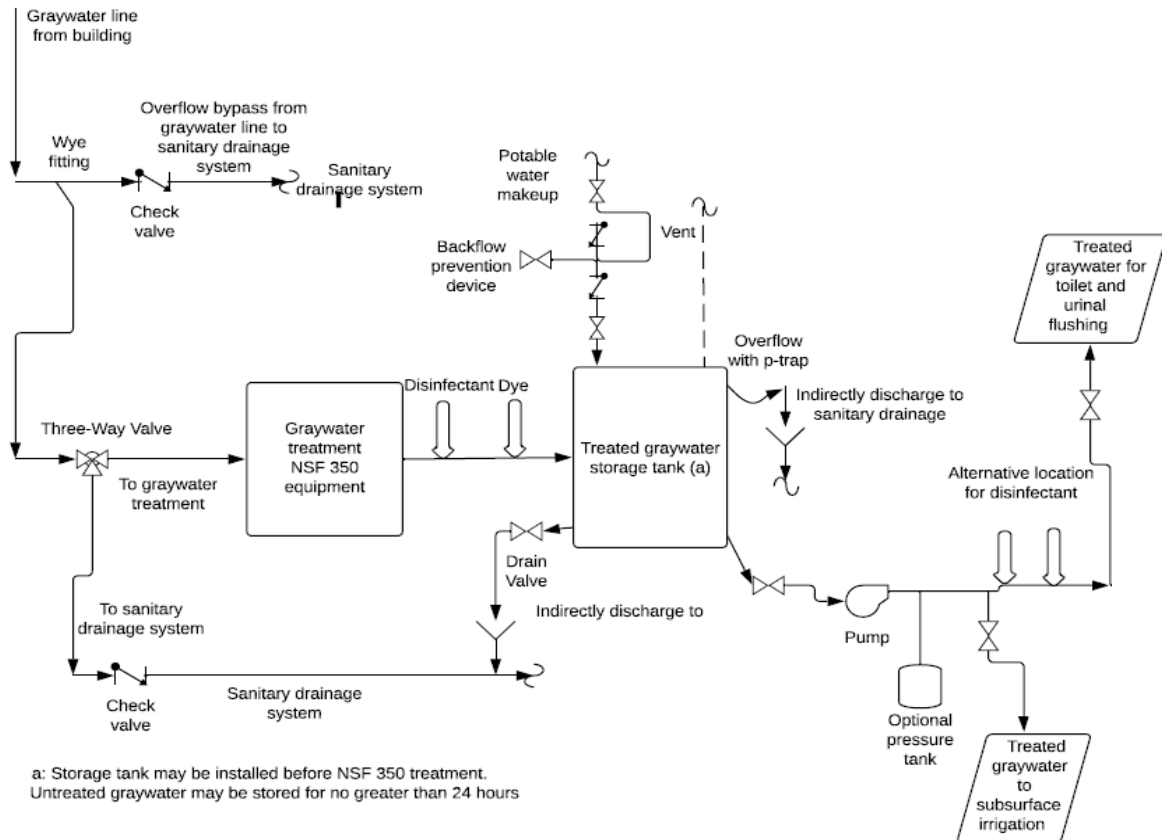 Graywater line
from building
Overflow bypass from
graywater line to
sanitary drainage
system
Wye
fitting
Sanitary
drainage system
Check
valve
Potable
water
makeup
Vent
Backflow
prevention
device
Treated
graywater for
toilet and
urinal
flushing
Overflow
with p-trap
Disinfectant Dye
Indirectly discharge to
sanitary drainage
Three-Way Valve
Graywater
treatment
NSF 350
equipment
Treated graywater
storage tank (a)
To graywater
treatment
Alternative location
for disinfectant
Drain
Valve
To sanitary
drainage system
Indirectly discharge to
Pump
Check
valve
Sanitary drainage
system
Optional
pressure
tank
Treated
graywater
to
subsurface
irrigation
a: Storage tank may be installed before NSF 350 treatment.
Untreated graywater may be stored for no greater than 24 hours